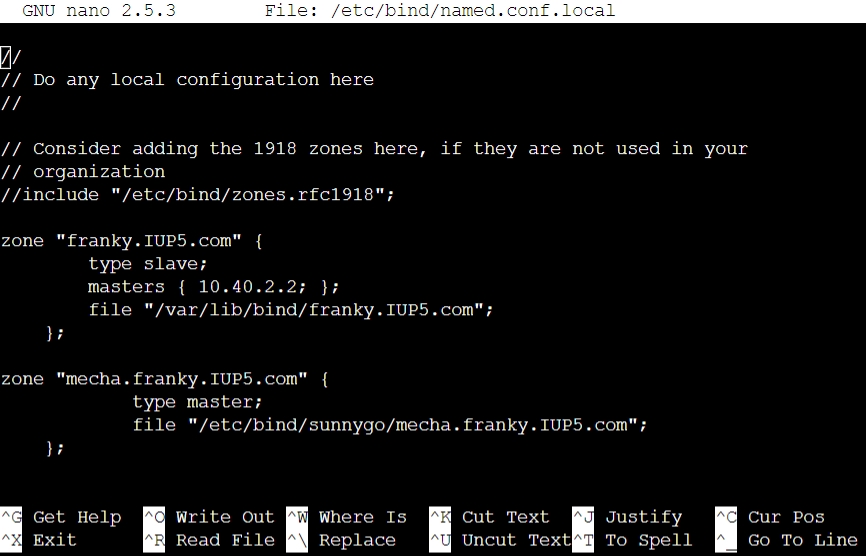 GNU nano 2.5.3 File: /etc/bind/named.conf.local
//
// Do any local configuration here
//
// Consider adding the 1918 zones here, if they are not used in your
// organization
//include "/etc/bind/zones.rfc1918";
zone "franky.IUP5.com" {
type slave;
masters { 10.40.2.2; };
file "/var/lib/bind/franky.IUP5.com";
};
zone "mecha.franky.IUP5.com" {
type master;
file "/etc/bind/sunnygo/mecha.franky.IUP5.com";
};
^G Get Help ^O Write Out ^W Where Is ^K Cut Text ^J Justify ^C Cur Pos
^X Exit ^R Read File ^\ Replace ^U Uncut Text ^T To Spell ^_ Go To Line